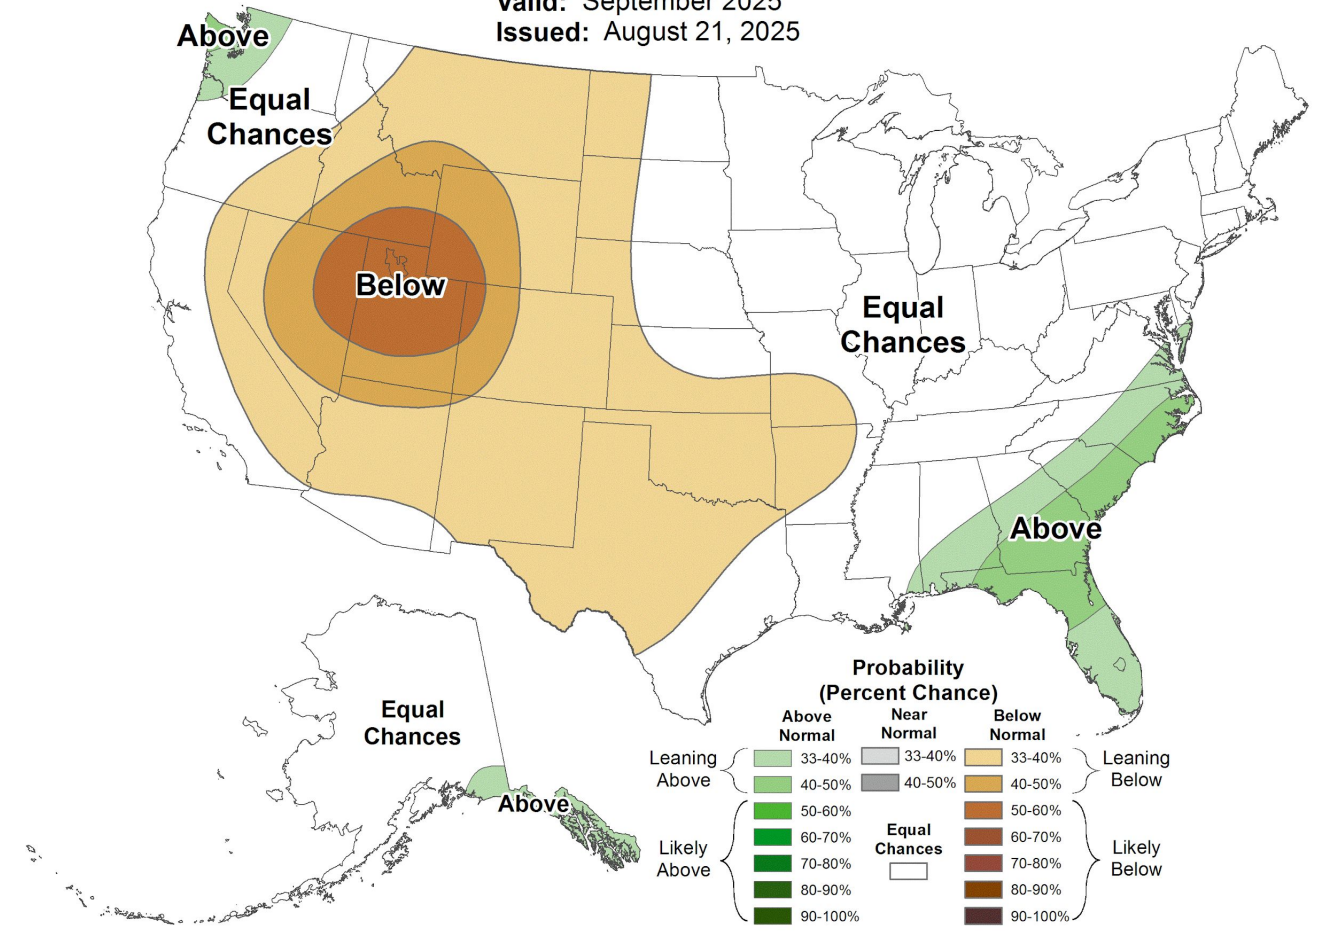 Valid: September 2025
Issued: August 21, 2025
Above
Equal
Chances
Below
Equal
Chances
Above
Equal
Chances
Above
Probability
(Percent Chance)
Above
Normal
Near
Normal
Below
Normal
Leaning
Above
33-40%
40-50%
33-40%
40-50%
33-40%
40-50%
Leaning
Below
Likely
Above
50-60%
60-70%
70-80%
80-90%
90-100%
Equal
Chances
50-60%
60-70%
70-80%
80-90%
90-100%
Likely
Below